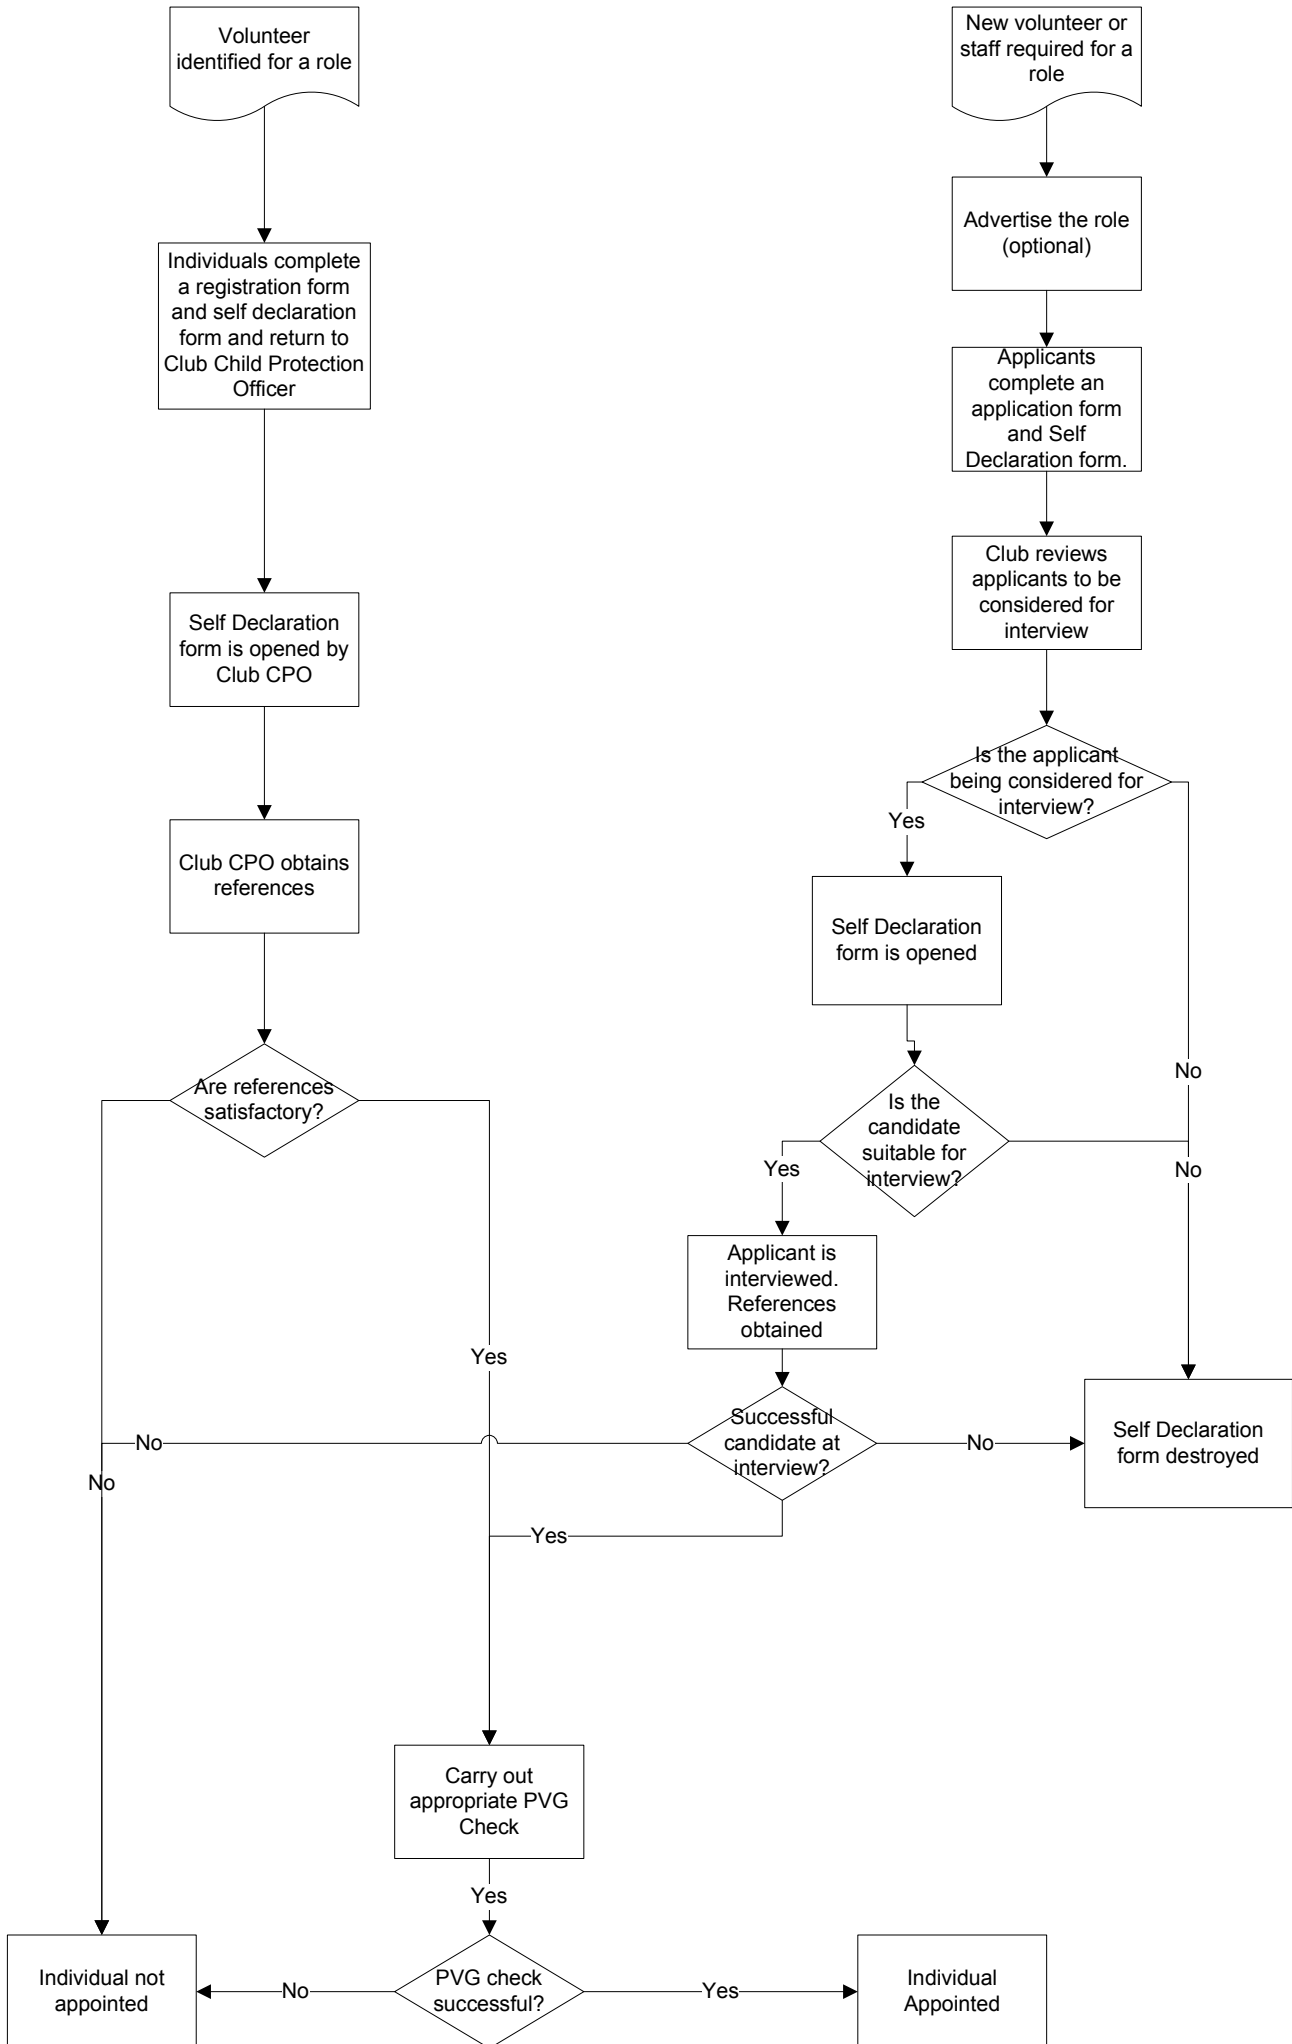 Volunteer
identified for a role
New volunteer or
staff required for a
role
Advertise the role
(optional)
Individuals complete
a registration form
and self declaration
form and return to
Club Child Protection
Officer
Applicants
complete an
application form
and Self
Declaration form.
Club reviews
applicants to be
considered for
interview
Self Declaration
form is opened by
Club CPO
Is the applicant
being considered for
interview?
Yes
Club CPO obtains
references
Self Declaration
form is opened
No
Are references
satisfactory?
Is the
candidate
suitable for
interview?
Yes
No
Applicant is
interviewed.
References
obtained
Yes
Successful
candidate at
interview?
No
No
Self Declaration
form destroyed
No
Yes
Carry out
appropriate PVG
Check
Yes
Individual not
appointed
No
PVG check
successful?
Yes
Individual
Appointed